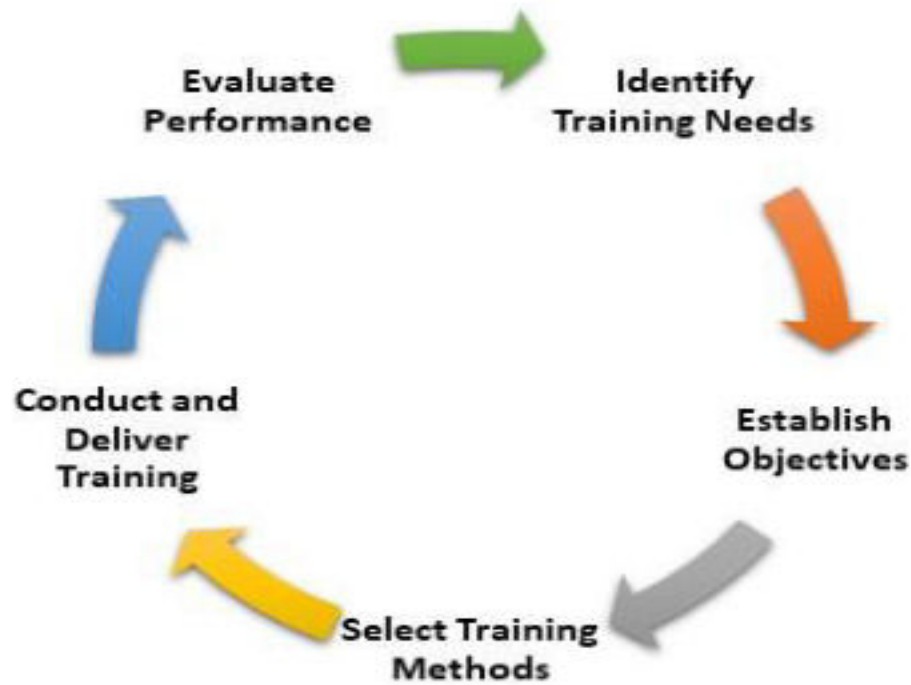 Evaluate
Performance
Identify
Training Needs
Establish
Objectives
Select Training
Methods
Conduct and
Deliver
Training